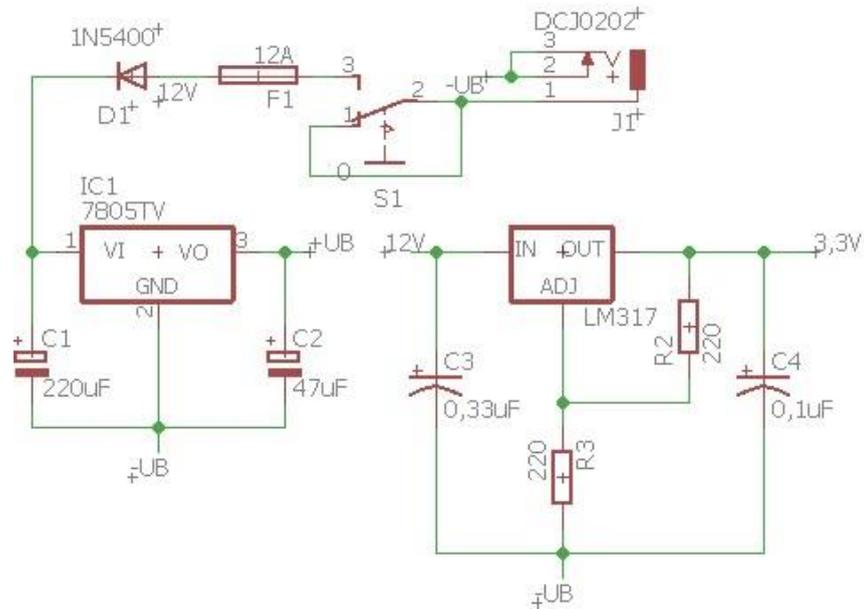 DCJ0202
1N5400
12A
3
3
2
D1
12V
F1
-UB
1
2
1
J1
0
S1
IC1
7805TV
1
VI
VO
3
+UB
12V
IN
OUT
3,3V
GND
2
ADJ
LM317
C1
220uF
C2
47uF
C3
0,33uF
R2
220
C4
0,1uF
220
R3
-UB
-UB